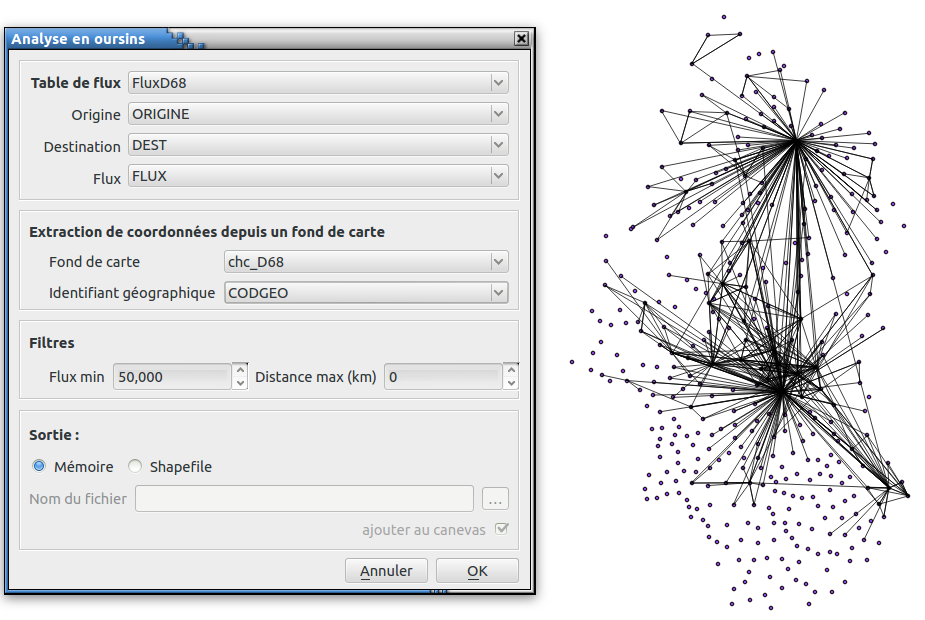 Analyse en oursins
Table de flux FluxD68
Origine ORIGINE
Destination DEST
Flux FLUX
Extraction de coordonnées depuis un fond de carte
Fond de carte chc_D68
Identifiant géographique CODGEO
Filtres
Flux min 50,000 Distance max (km) 0
Sortie :
Mémoire Shapefile
Nom du fichier ...
ajouter au canevas
Annuler OK